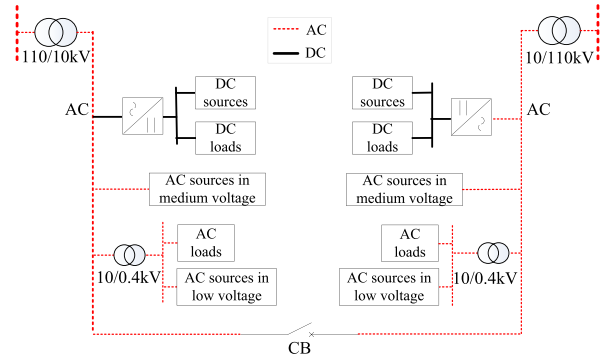 AC
DC
110/10kV
10/110kV
AC
DC
sources
DC
loads
DC
sources
DC
loads
AC
AC sources in
medium voltage
AC sources in
medium voltage
AC
loads
AC sources in
low voltage
10/0.4kV
AC
loads
AC sources in
low voltage
10/0.4kV
CB